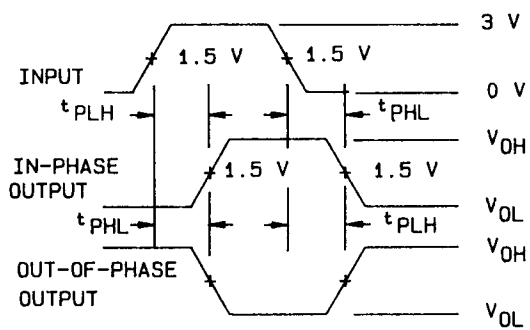 3 V
1.5 V 1.5 V
INPUT
0 V
tPLH tPHL
VOH
IN-PHASE
OUTPUT
1.5 V 1.5 V
VOL
tPHL tPLH
VOH
OUT-OF-PHASE
OUTPUT
VOL